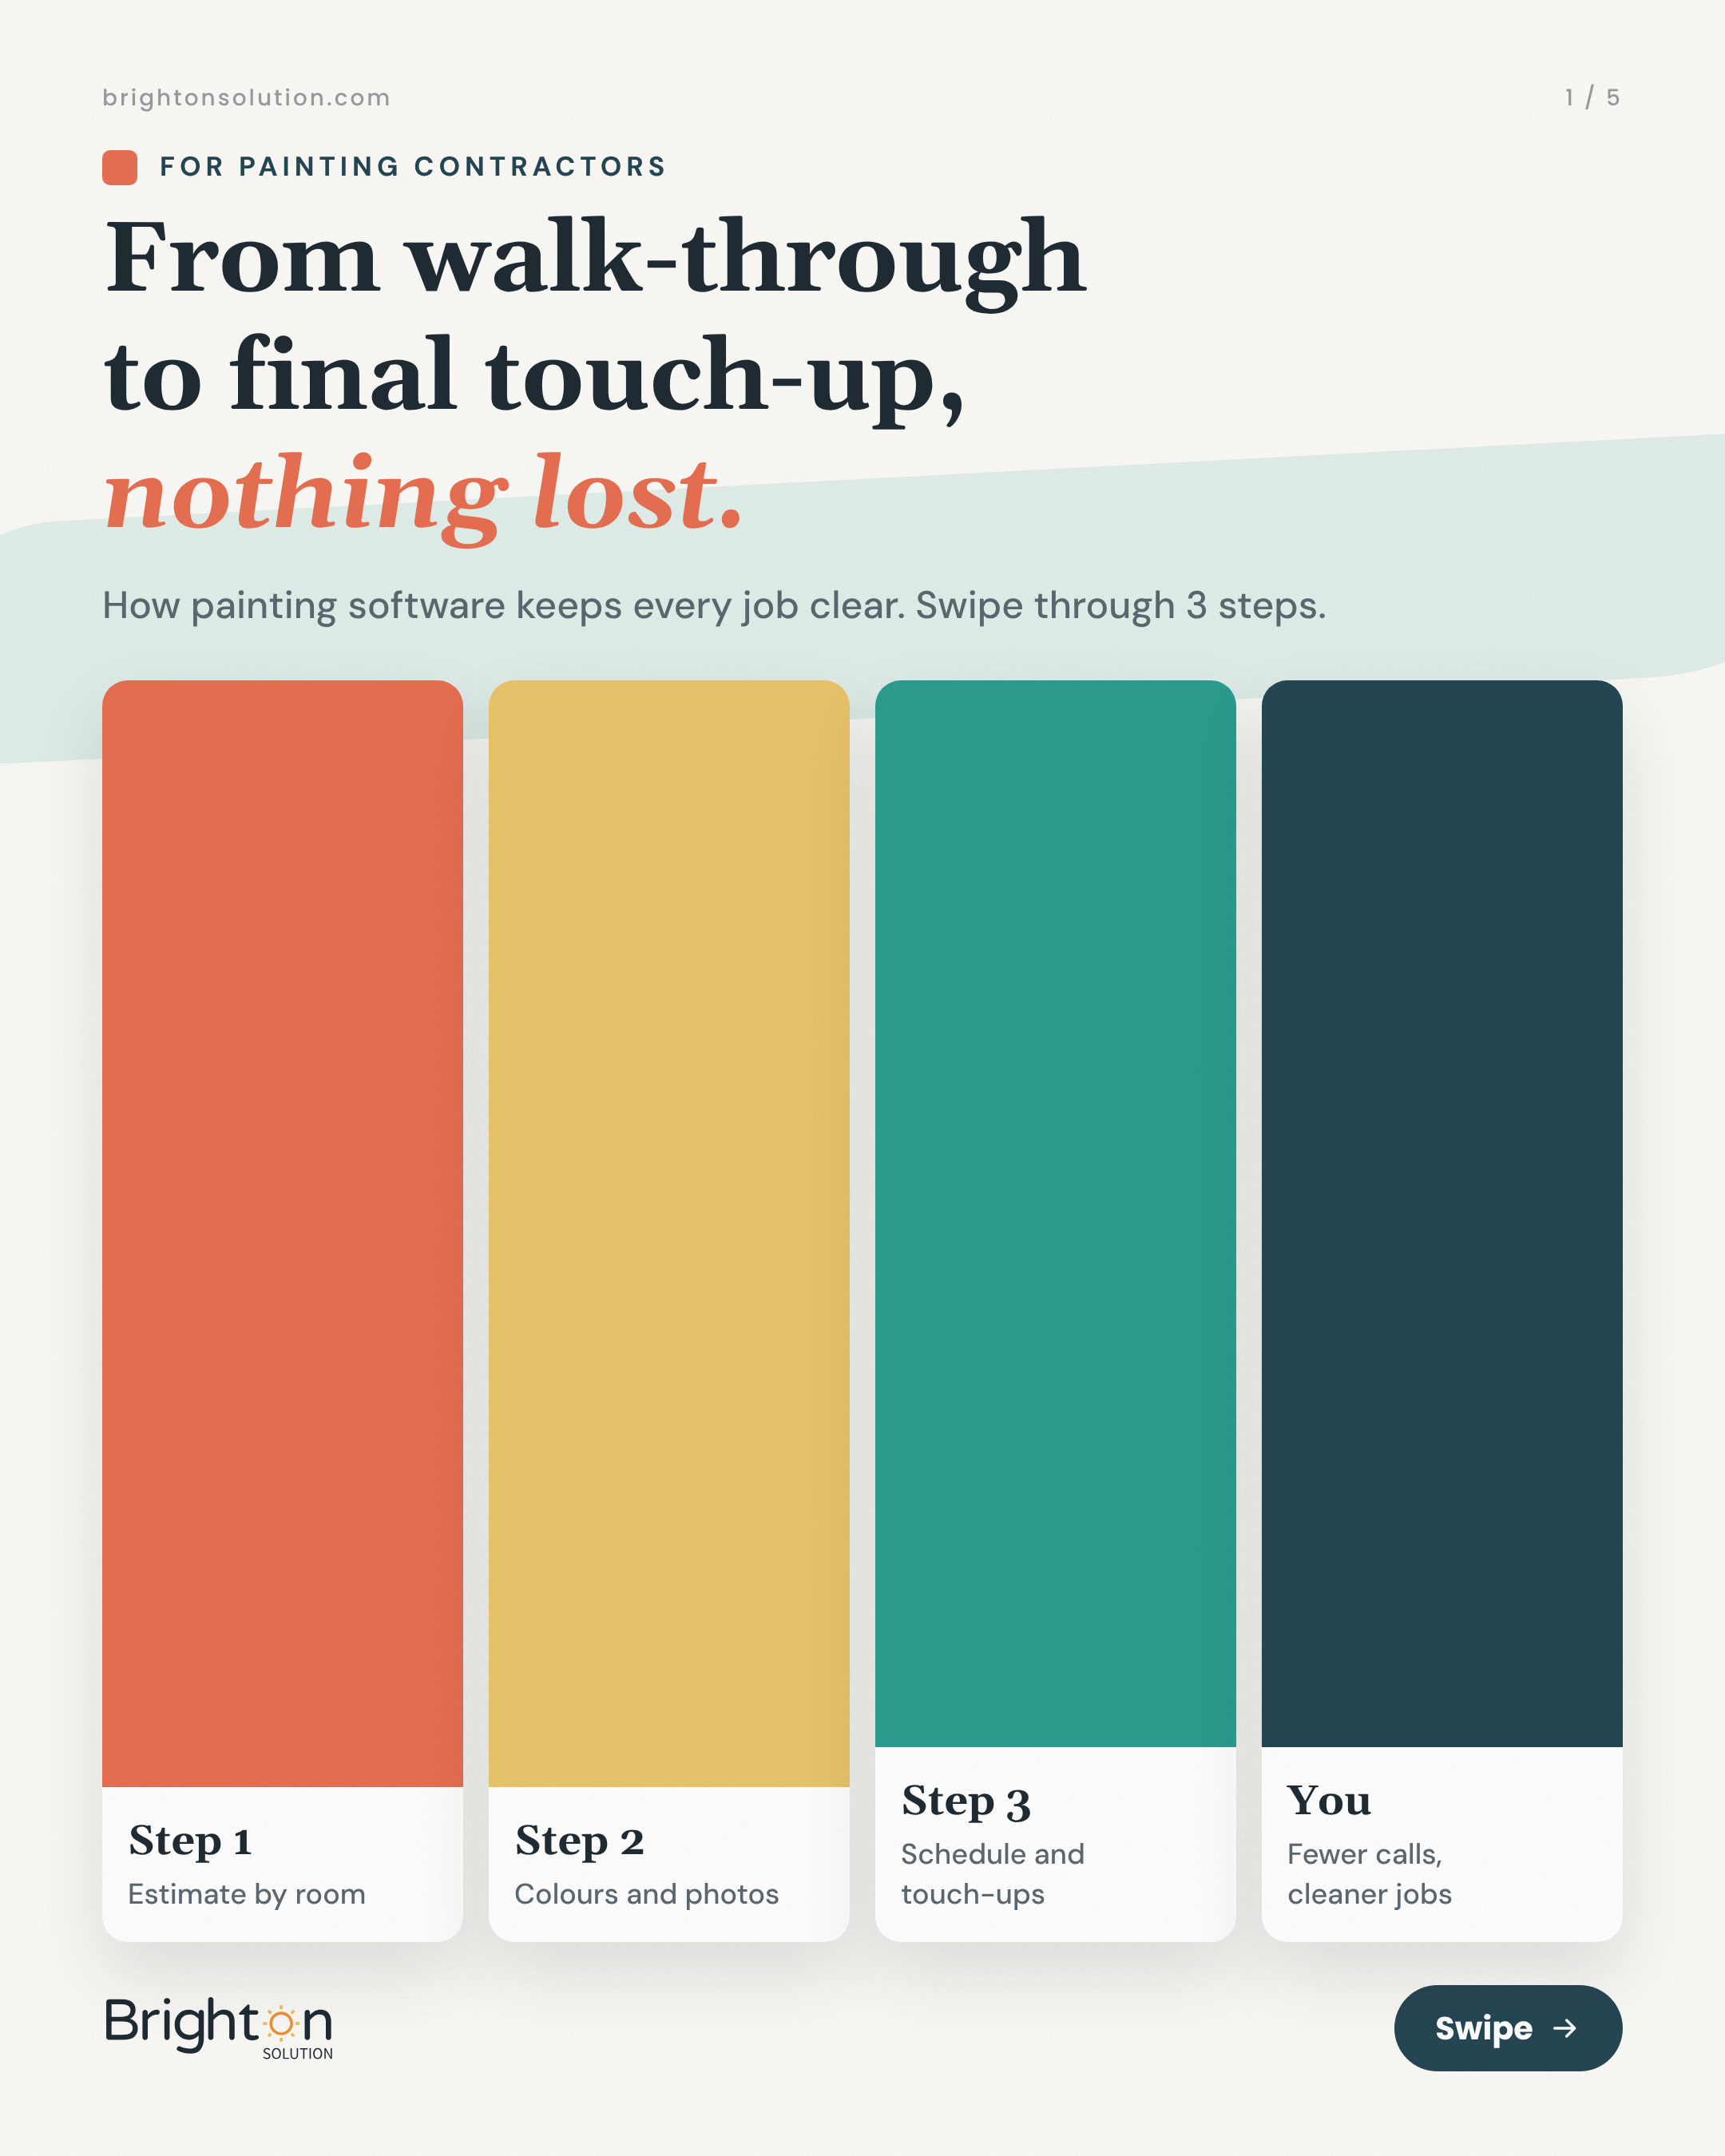 brightonsolution.com
1 / 5
FOR PAINTING CONTRACTORS
From walk-through
to final touch-up,
nothing lost.
How painting software keeps every job clear. Swipe through 3 steps.
Step 1
Estimate by room
Step 2
Colours and photos
Step 3
Schedule and
touch-ups
You
Fewer calls,
cleaner jobs
Brighton
SOLUTION
Swipe →